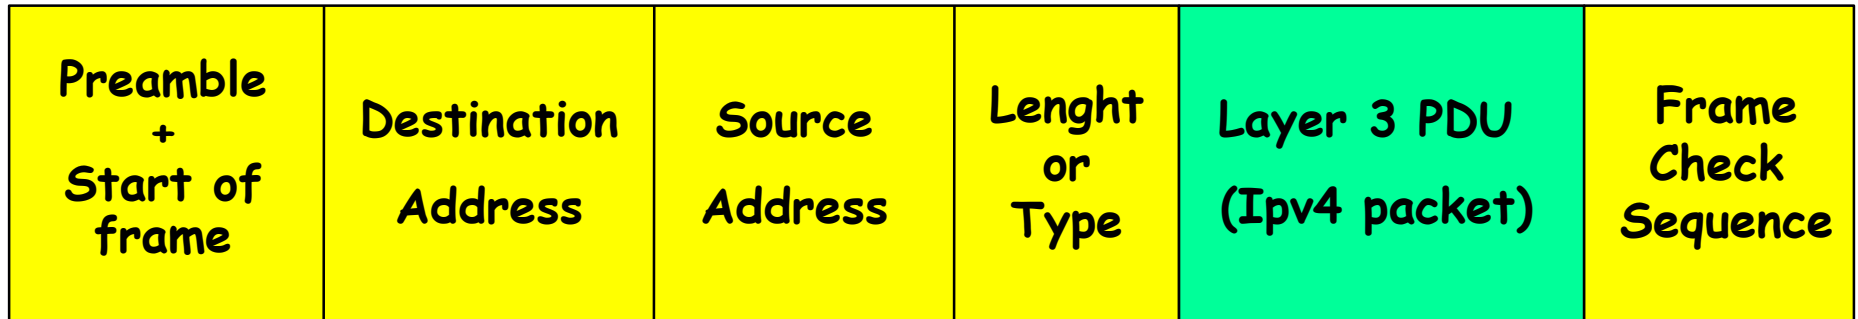 Preamble
+
Start of
frame
Destination
Address
Source
Address
Lenght
or
Type
Layer 3 PDU
(Ipv4 packet)
Frame
Check
Sequence